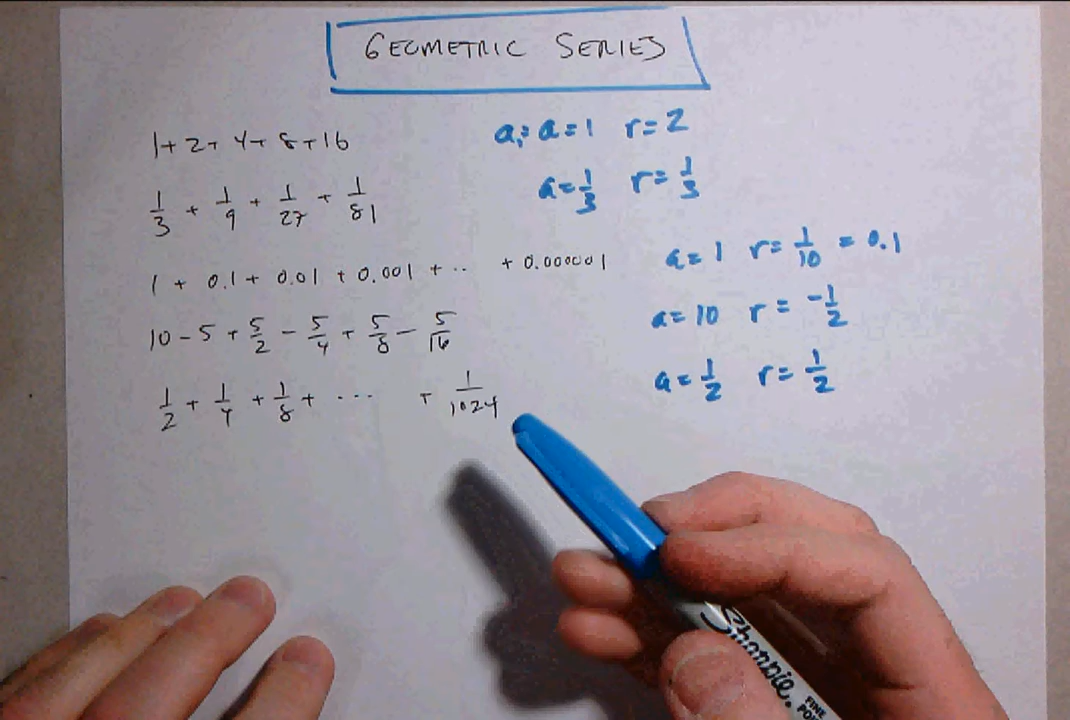 GEOMETRIC SERIES
1 + 2 + 4 + 8 + 16 a₁ = a = 1 r = 2
1/3 + 1/9 + 1/27 + 1/81 a = 1/3 r = 1/3
1 + 0.1 + 0.01 + 0.001 + ·· + 0.000001 a = 1 r = 1/10 = 0.1
10 - 5 + 5/2 - 5/4 + 5/8 - 5/16 a = 10 r = -1/2
1/2 + 1/4 + 1/8 + ···· + 1/1024 a = 1/2 r = 1/2
Sharpie.
FINE